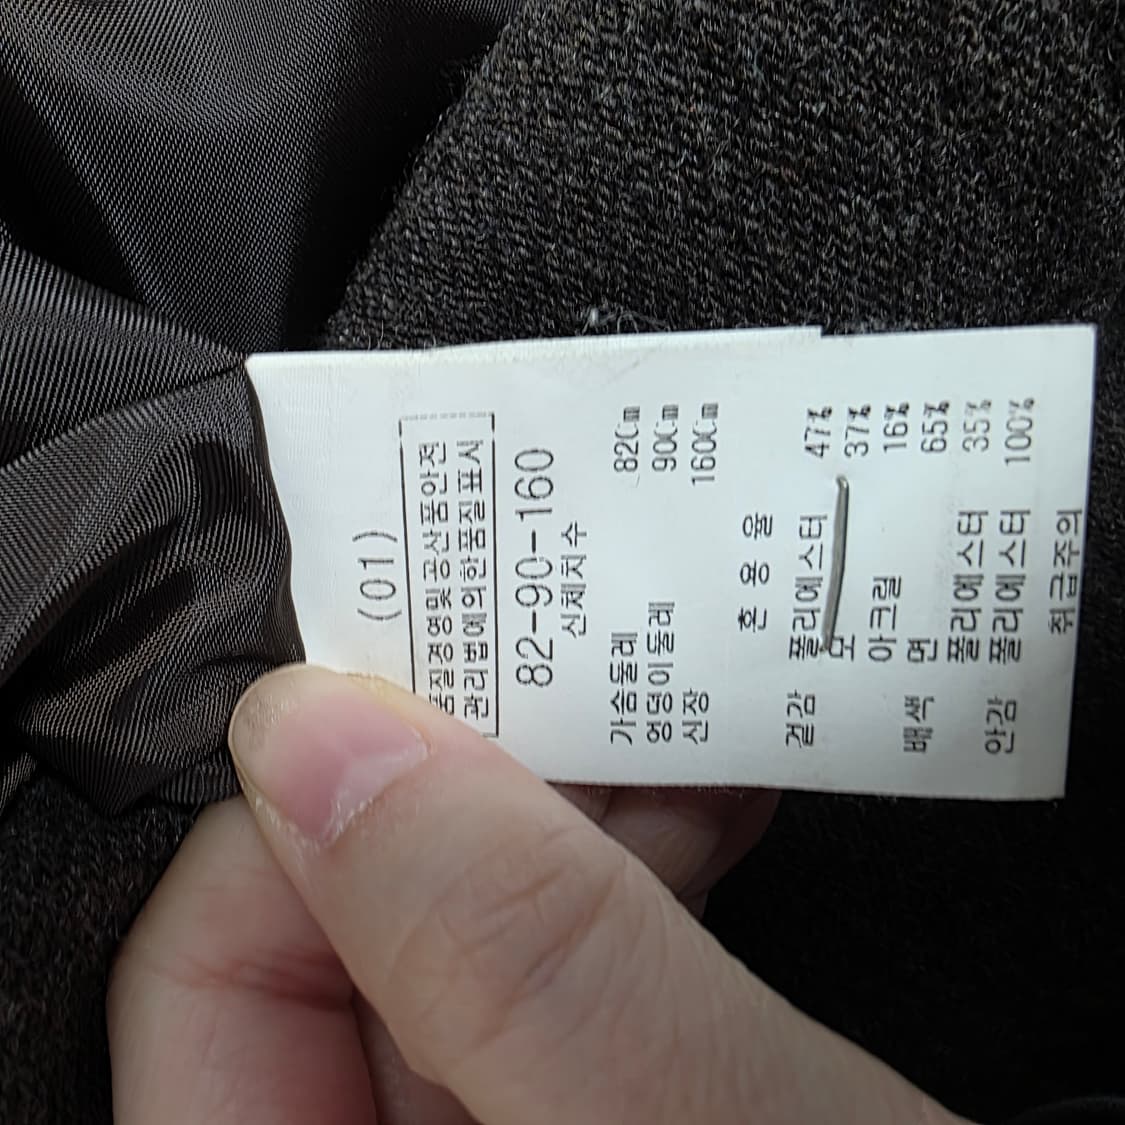 (01)
품질경영및공산품안전
관리법에의한품질표시
82-90-160
신체치수
가슴둘레 82Cm
엉덩이둘레 90Cm
신장 160Cm
혼 용 율
겉감 폴리에스터 47%
모 37%
아크릴 16%
배색 면 65%
폴리에스터 35%
안감 폴리에스터 100%
취급주의